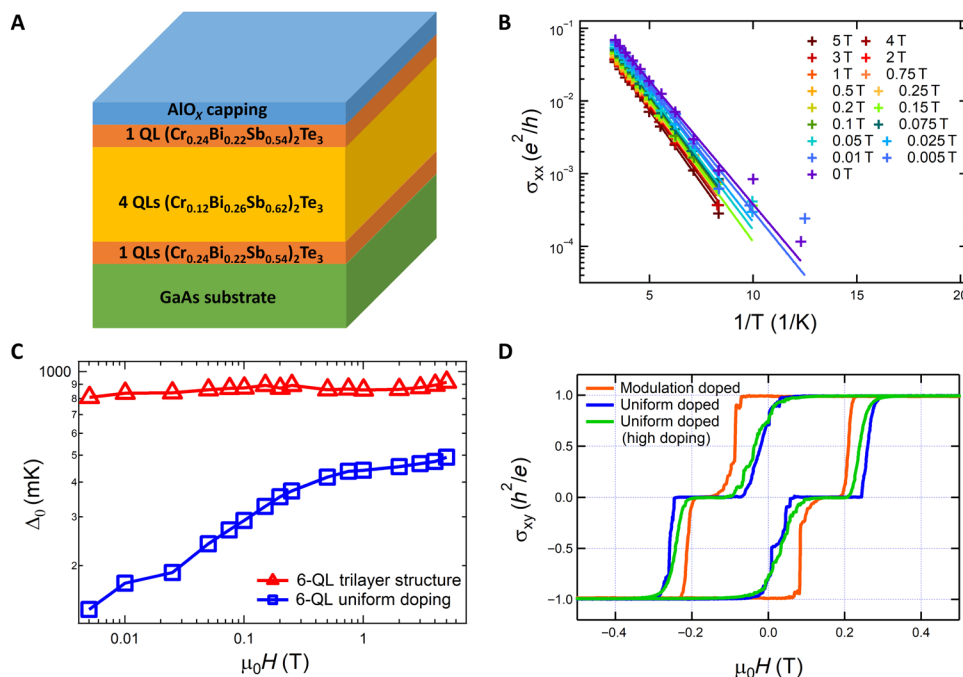 A
AlOX capping
1 QL (Cr0.24Bi0.22Sb0.54)2Te3
4 QLs (Cr0.12Bi0.26Sb0.62)2Te3
1 QLs (Cr0.24Bi0.22Sb0.54)2Te3
GaAs substrate
B
σxx (e²/h)
10⁻¹
10⁻²
10⁻³
10⁻⁴
5 10 15 20
1/T (1/K)
5 T 4 T
3 T 2 T
1 T 0.75 T
0.5 T 0.25 T
0.2 T 0.15 T
0.1 T 0.075 T
0.05 T 0.025 T
0.01 T 0.005 T
0 T
C
Δ0 (mK)
1000
9
8
7
6
5
4
3
2
6-QL trilayer structure
6-QL uniform doping
0.01 0.1 1
μ0H (T)
D
σxy (h²/e)
1.0
0.5
0.0
−0.5
−1.0
Modulation doped
Uniform doped
Uniform doped
(high doping)
−0.4 −0.2 0.0 0.2 0.4
μ0H (T)